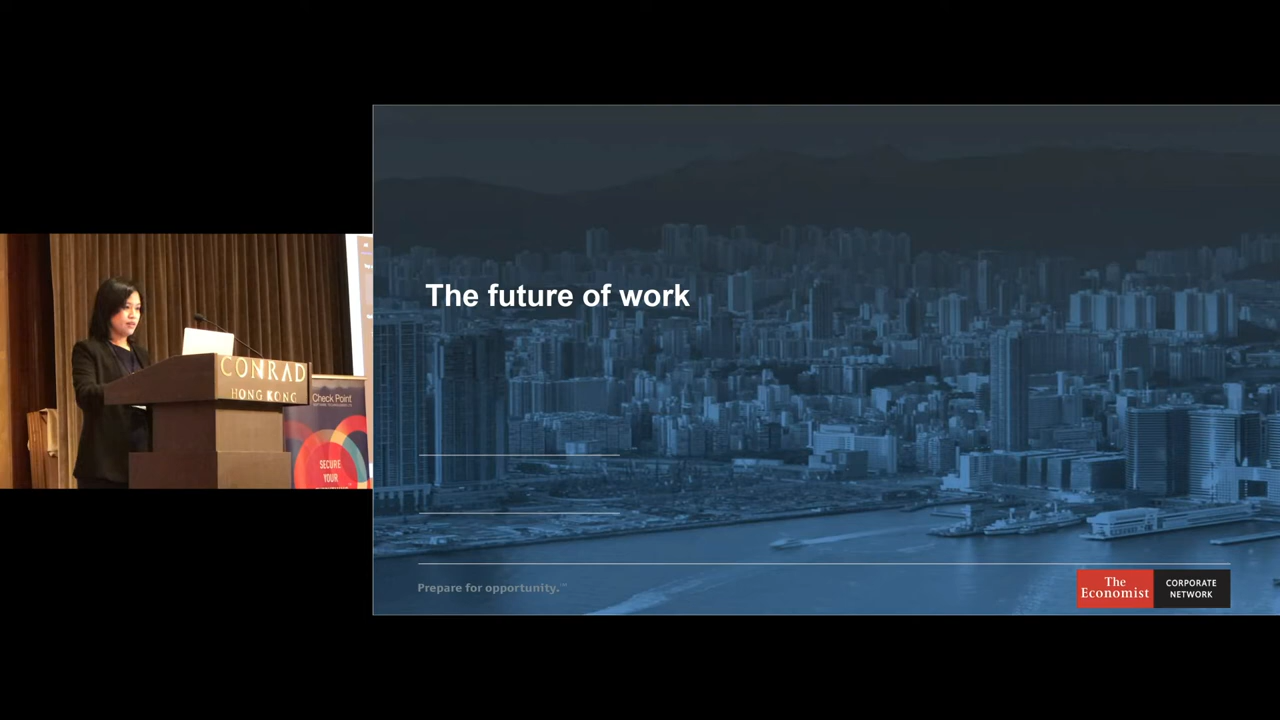 The future of work
Prepare for opportunity.™
The
Economist
CORPORATE
NETWORK
CONRAD
HONG KONG
Check Point
SECURE
YOUR